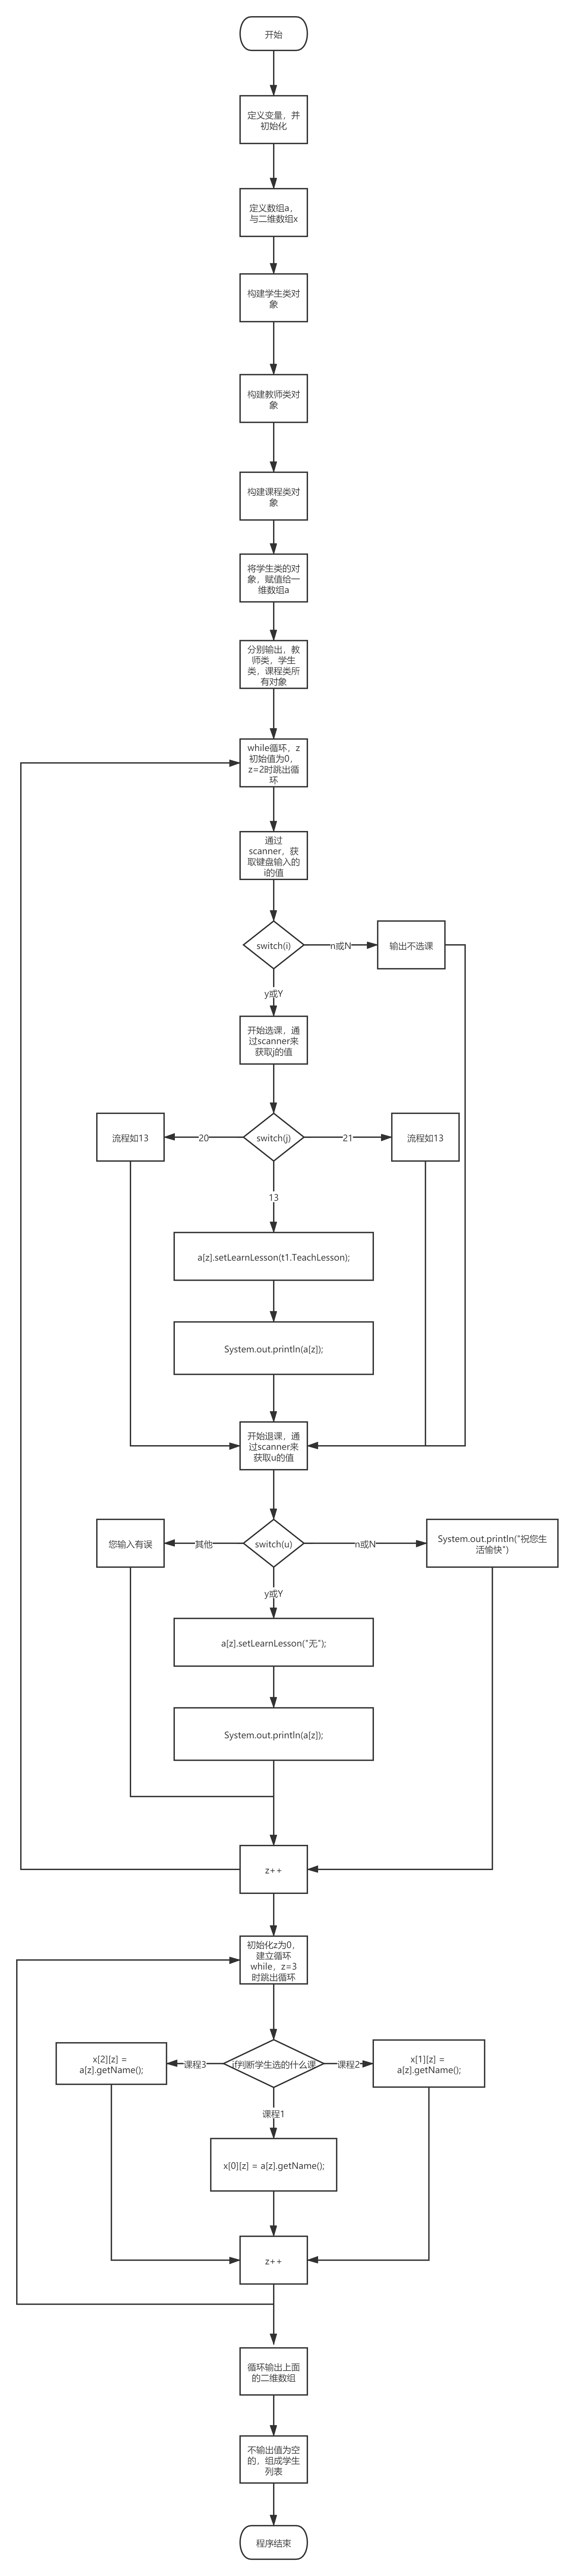 开始
定义变量，并
初始化
定义数组a，
与二维数组x
构建学生类对
象
构建教师类对
象
构建课程类对
象
将学生类的对
象，赋值给一
维数组a
分别输出，教
师类，学生
类，课程类所
有对象
while循环，z
初始值为0，
z=2时跳出循
环
通过
scanner，获
取键盘输入的
i的值
switch(i)
n或N
输出不选课
y或Y
开始选课，通
过scanner来
获取j的值
流程如13
20
switch(j)
21
流程如13
13
a[z].setLearnLesson(t1.TeachLesson);
System.out.println(a[z]);
开始退课，通
过scanner来
获取u的值
您输入有误
其他
switch(u)
n或N
System.out.println("祝您生
活愉快")
y或Y
a[z].setLearnLesson("无");
System.out.println(a[z]);
z++
初始化z为0，
建立循环
while，z=3
时跳出循环
x[2][z] =
a[z].getName();
课程3
if判断学生选的什么课
课程2
x[1][z] =
a[z].getName();
课程1
x[0][z] = a[z].getName();
z++
循环输出上面
的二维数组
不输出值为空
的，组成学生
列表
程序结束